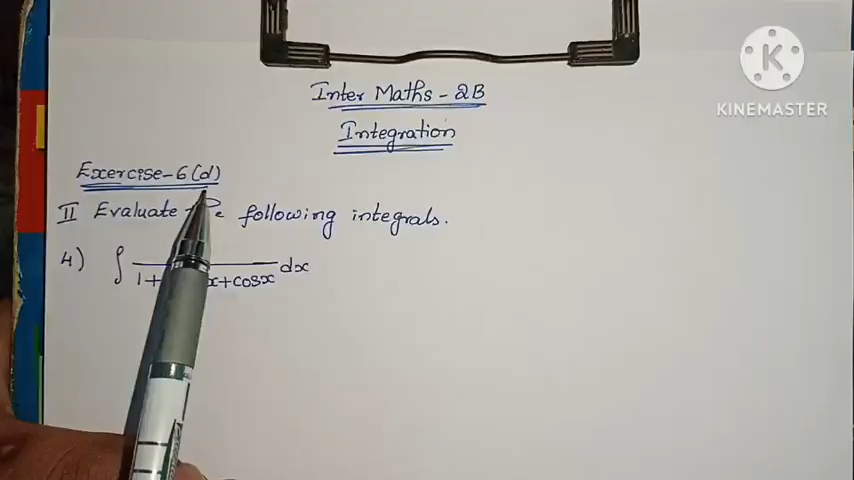 Inter Maths - 2B
Integration
KINEMASTER
Exercise-6(d)
II Evaluate following integrals.
4) ∫ / 1+ x+cosx dx